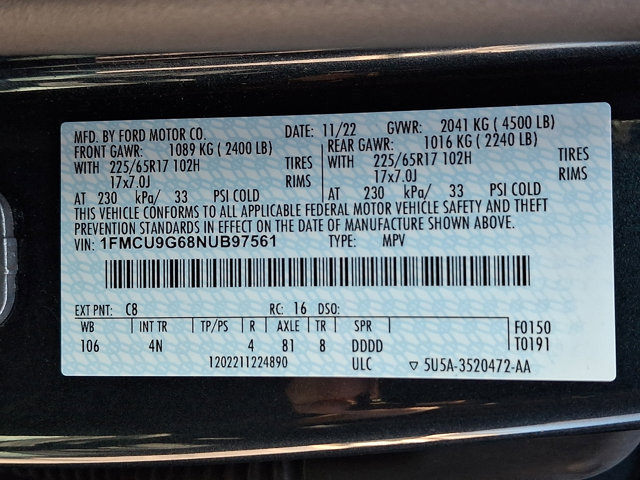 MFD. BY FORD MOTOR CO. DATE: 11/22 GVWR: 2041 KG ( 4500 LB)
FRONT GAWR: 1089 KG ( 2400 LB) REAR GAWR: 1016 KG ( 2240 LB)
WITH 225/65R17 102H TIRES WITH 225/65R17 102H TIRES
17x7.0J RIMS 17x7.0J RIMS
AT 230 kPa/ 33 PSI COLD AT 230 kPa/ 33 PSI COLD
THIS VEHICLE CONFORMS TO ALL APPLICABLE FEDERAL MOTOR VEHICLE SAFETY AND THEFT
PREVENTION STANDARDS IN EFFECT ON THE DATE OF MANUFACTURE SHOWN ABOVE.
VIN: 1FMCU9G68NUB97561 TYPE: MPV
EXT PNT: C8 RC: 16 DSO:
WB INT TR TP/PS R AXLE TR SPR F0150
106 4N 4 81 8 DDDD T0191
1202211224890 ULC ▽ 5U5A-3520472-AA